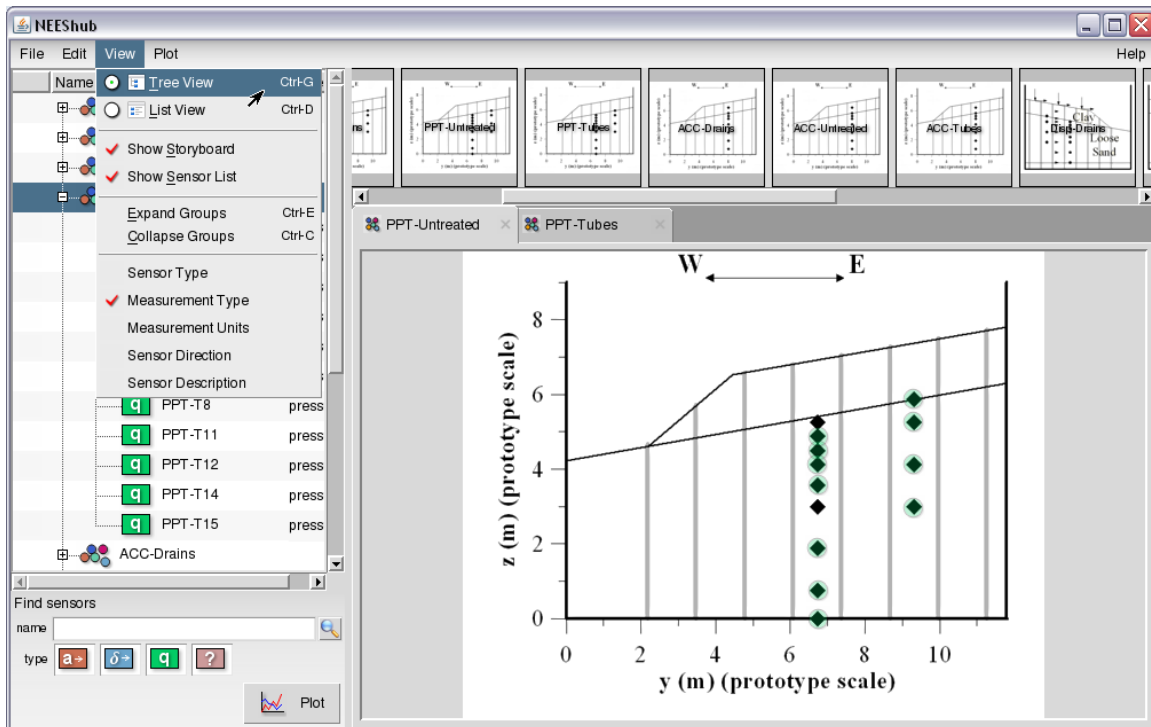 NEEShub
File Edit View Plot Help
Name
Tree View Ctrl-G
List View Ctrl-D
Show Storyboard
Show Sensor List
Expand Groups Ctrl-E
Collapse Groups Ctrl-C
Sensor Type
Measurement Type
Measurement Units
Sensor Direction
Sensor Description
q PPT-T8 press
q PPT-T11 press
q PPT-T12 press
q PPT-T14 press
q PPT-T15 press
ACC-Drains
Find sensors
name
type a δ q ?
Plot
W E
PPT-Untreated
W E
PPT-Tubes
W E
ACC-Drains
W E
ACC-Untreated
W E
ACC-Tubes
Clay
Disp-Drains
Loose
Sand
PPT-Untreated PPT-Tubes
W E
z (m) (prototype scale)
8
6
4
2
0
0 2 4 6 8 10
y (m) (prototype scale)